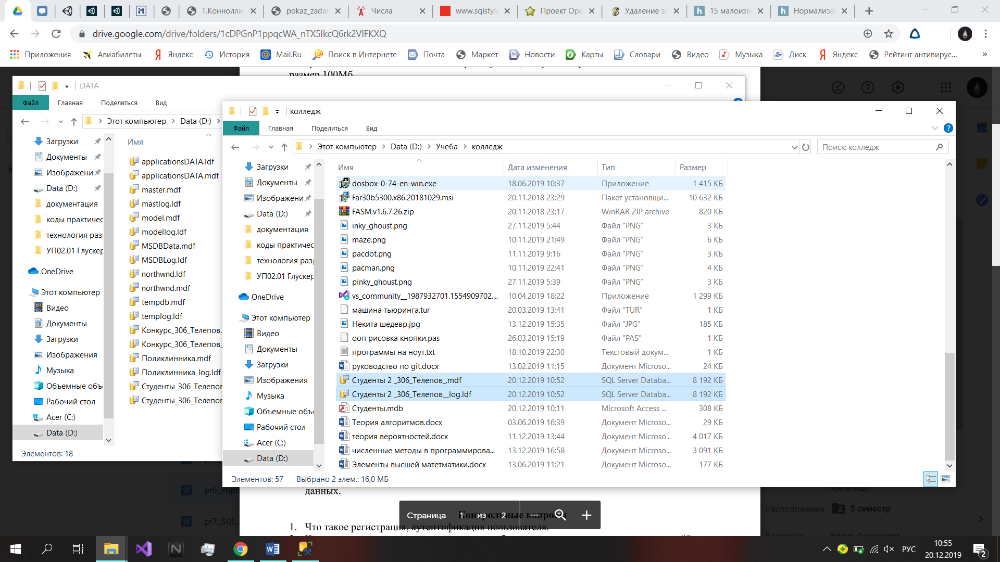 Т.Коннолли,
pokaz_zadan
Числа
www.sqlstyle
Проект Оре
Удаление эл
15 малоизве
Нормализац
drive.google.com/drive/folders/1cDPGnP1ppqcWA_nTX5lkcQ6rk2VlFKXQ
Приложения
Авиабилеты
Яндекс
История
Mail.Ru
Поиск в Интернете
Почта
Маркет
Новости
Карты
Словари
Видео
Музыка
Диск
Яндекс
Рейтинг антивирус...
размер 100Мб
DATA
Файл
Главная
Поделиться
Вид
Этот компьютер
Data (D:)
Загрузки
Документы
Изображени
Data (D:)
документация
коды практичес
технология раз
УП02.01 Глускер
OneDrive
Этот компьютер
Видео
Документы
Загрузки
Изображения
Музыка
Объемные объ
Рабочий стол
Acer (C:)
Data (D:)
Имя
applicationsDATA.ldf
applicationsDATA.mdf
master.mdf
mastlog.ldf
model.mdf
modellog.ldf
MSDBData.mdf
MSDBLog.ldf
northwnd.ldf
northwnd.mdf
tempdb.mdf
templog.ldf
Конкурс_306_Телепов.
Конкурс_306_Телепов_
Поликлинника.mdf
Поликлинника_log.ldf
Студенты_306_Телепов
Студенты_306_Телепов
Элементов: 18
колледж
Файл
Главная
Поделиться
Вид
Этот компьютер
Data (D:)
Учеба
колледж
Поиск: колледж
Загрузки
Документы
Изображени
Data (D:)
документация
коды практичес
технология раз
УП02.01 Глускер
OneDrive
Этот компьютер
Видео
Документы
Загрузки
Изображения
Музыка
Объемные объ
Рабочий стол
Acer (C:)
Data (D:)
Имя Дата изменения Тип Размер
dosbox-0-74-en-win.exe 18.06.2019 10:37 Приложение 1 415 КБ
Far30b5300.x86.20181029.msi 20.11.2018 23:29 Пакет установщи... 10 632 КБ
FASM.v1.6.7.26.zip 20.11.2018 23:17 WinRAR ZIP archive 820 КБ
inky_ghoust.png 27.11.2019 5:44 Файл "PNG" 3 КБ
maze.png 10.11.2019 21:49 Файл "PNG" 6 КБ
pacdot.png 11.11.2019 9:16 Файл "PNG" 3 КБ
pacman.png 10.11.2019 22:41 Файл "PNG" 4 КБ
pinky_ghoust.png 27.11.2019 5:39 Файл "PNG" 3 КБ
vs_community__1987932701.1554909702.... 10.04.2019 18:22 Приложение 1 299 КБ
машина тьюринга.tur 20.03.2019 13:41 Файл "TUR" 1 КБ
Некита шедевр.jpg 13.12.2019 15:35 Файл "JPG" 185 КБ
ооп рисовка кнопки.pas 26.03.2019 15:19 Файл "PAS" 1 КБ
программы на ноут.txt 18.10.2019 22:30 Текстовый докум... 1 КБ
руководство по git.docx 13.02.2019 11:15 Документ Microso... 24 КБ
Студенты 2 _306_Телепов_.mdf 20.12.2019 10:52 SQL Server Databa... 8 192 КБ
Студенты 2 _306_Телепов__log.ldf 20.12.2019 10:52 SQL Server Databa... 8 192 КБ
Студенты.mdb 20.12.2019 10:11 Microsoft Access ... 308 КБ
Теория алгоритмов.docx 03.06.2019 16:39 Документ Microso... 29 КБ
теория вероятностей.docx 11.12.2019 13:44 Документ Microso... 4 017 КБ
численные методы в программирова... 13.12.2019 16:58 Документ Microso... 3 091 КБ
Элементы высшей матетматики.docx 13.06.2019 11:21 Документ Microso... 177 КБ
Элементов: 57 Выбрано 2 элем.: 16,0 МБ
данных.
pr6_impo
pr7_SQL.
хранилище)
Расположение
5 семестр
Контрольные вопросы
Страница 1 из 2
1. Что такое регистрация, аутентификация пользователя.
РУС
10:55
20.12.2019
2